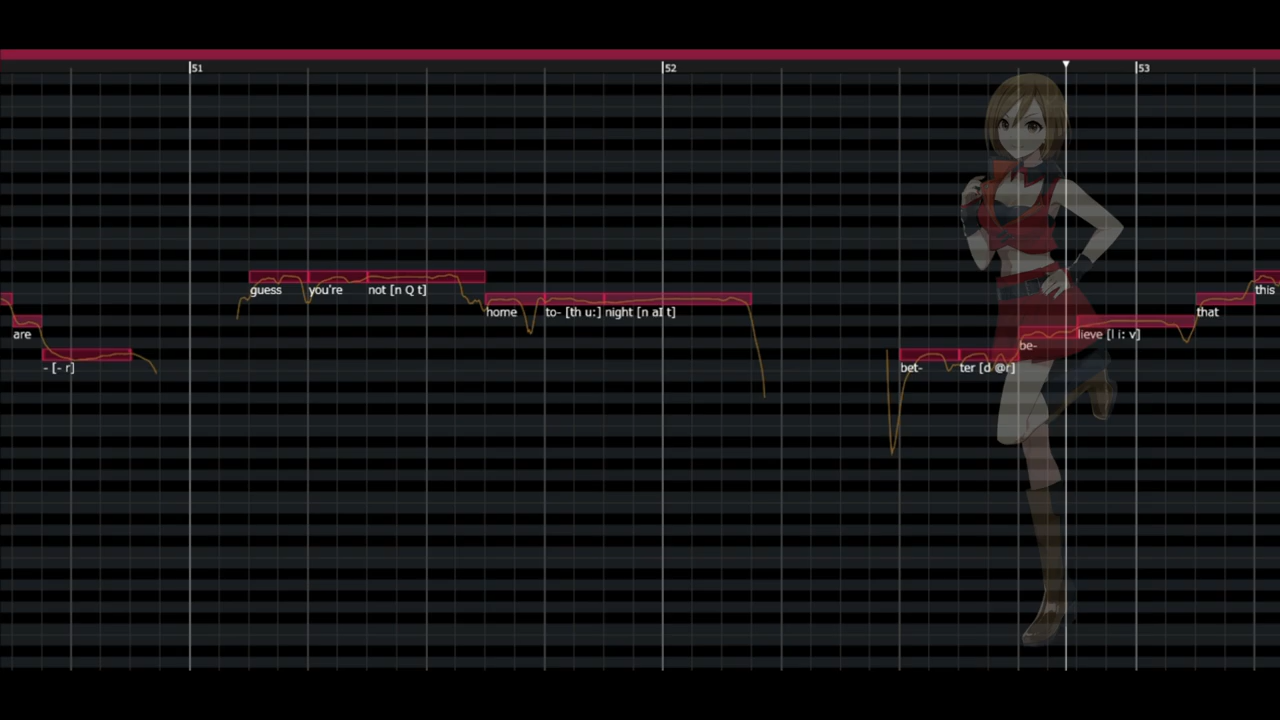 51
52
53
are
- [- r]
guess
you're
not [n Q t]
home
to- [th u:]
night [n aI t]
bet-
ter [d @r]
be-
lieve [l i: v]
that
this